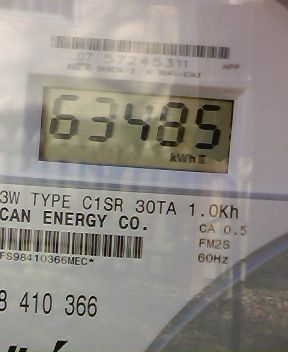 07 57245311
63485
kWh
3W TYPE C1SR 30TA 1.0Kh
CAN ENERGY CO.
CA 0.5
FM2S
FS98410366MEC*
60Hz
8 410 366